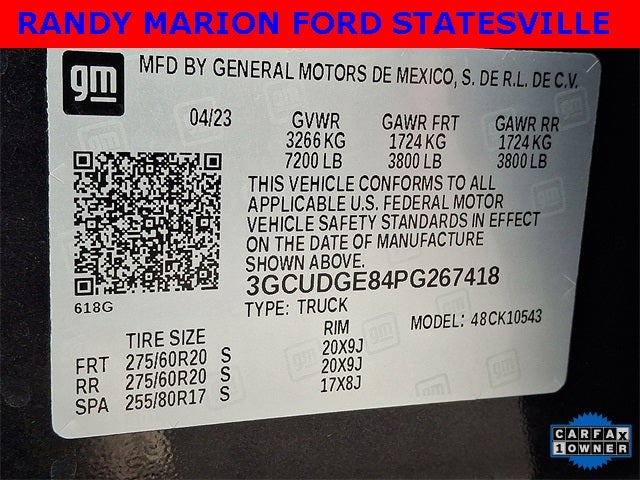 RANDY MARION FORD STATESVILLE
gm
MFD BY GENERAL MOTORS DE MEXICO, S. DE R.L. DE C.V.
04/23 GVWR GAWR FRT GAWR RR
3266 KG 1724 KG 1724 KG
7200 LB 3800 LB 3800 LB
THIS VEHICLE CONFORMS TO ALL
APPLICABLE U.S. FEDERAL MOTOR
VEHICLE SAFETY STANDARDS IN EFFECT
ON THE DATE OF MANUFACTURE
SHOWN ABOVE.
3GCUDGE84PG267418
618G
TYPE: TRUCK MODEL: 48CK10543
TIRE SIZE RIM
FRT 275/60R20 S 20X9J
RR 275/60R20 S 20X9J
SPA 255/80R17 S 17X8J
CARFAX
1 OWNER